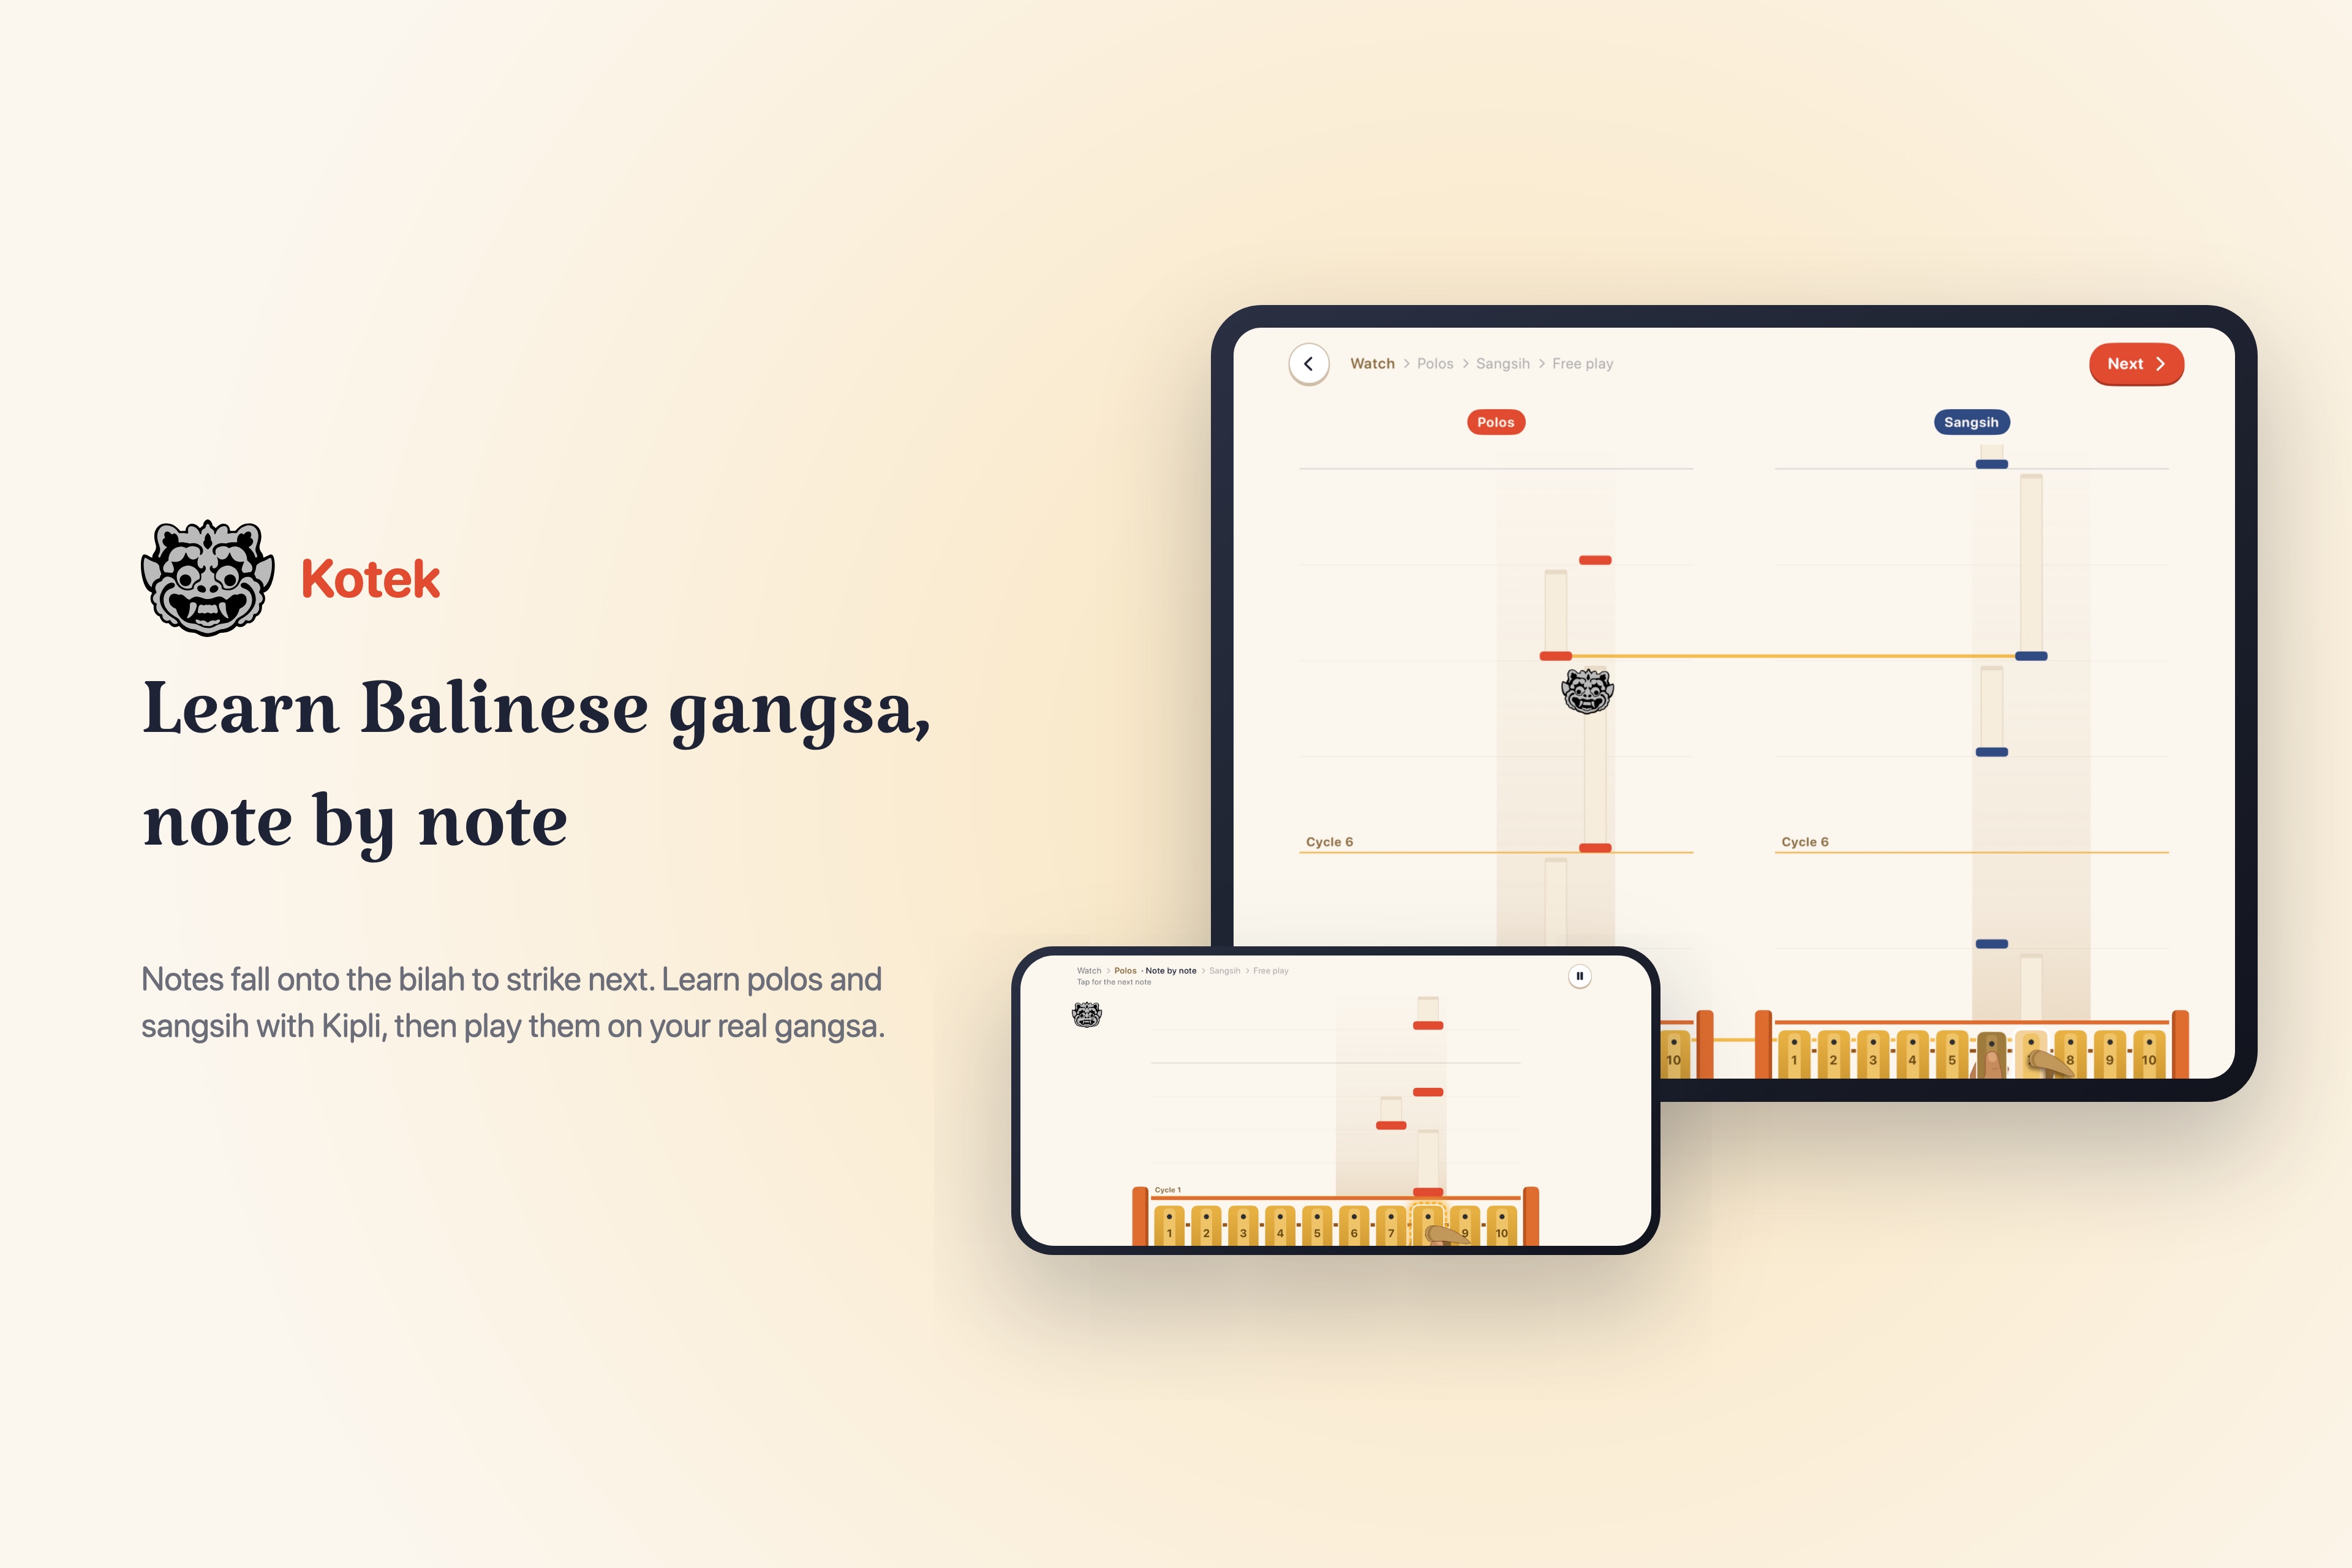 Kotek
Learn Balinese gangsa,
note by note
Notes fall onto the bilah to strike next. Learn polos and
sangsih with Kipli, then play them on your real gangsa.
Watch > Polos > Sangsih > Free play
Next
Polos
Sangsih
Cycle 6
Cycle 6
10
1 2 3 4 5 8 9 10
Watch > Polos · Note by note > Sangsih > Free play
Tap for the next note
Cycle 1
1 2 3 4 5 6 7 9 10